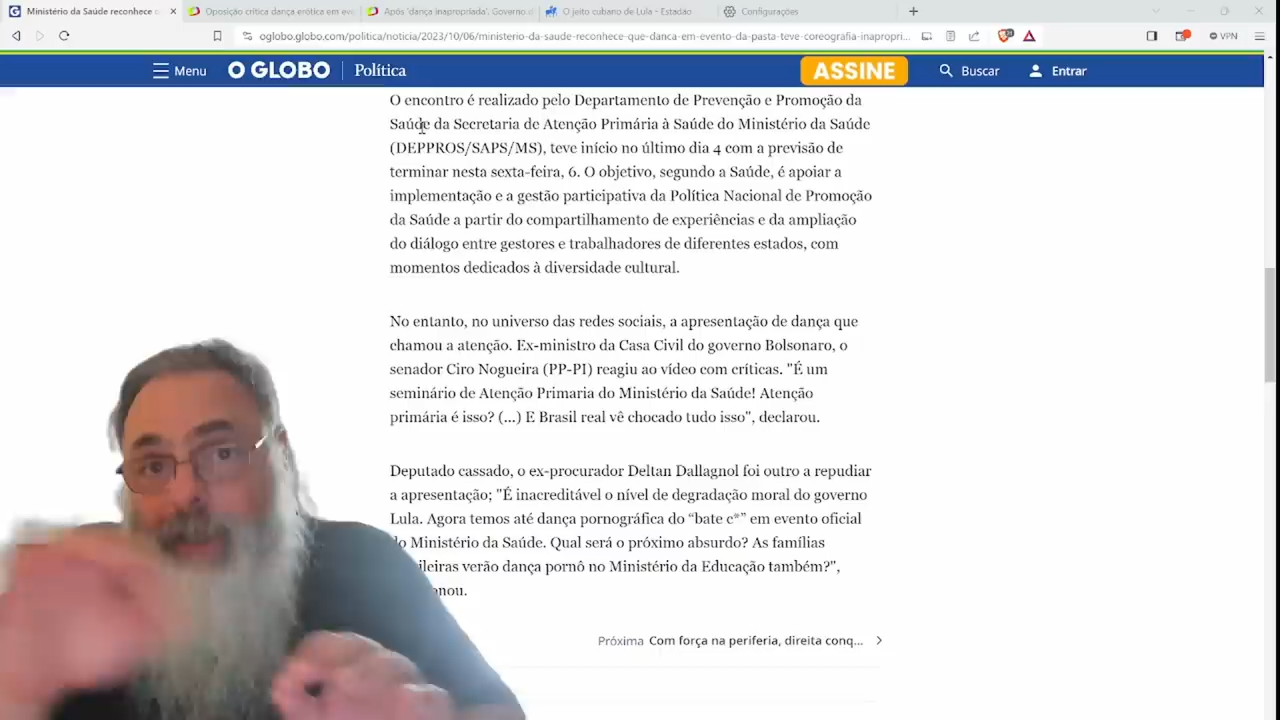 Ministério da Saúde reconhece
Oposição critica dança erótica em eve
Após 'dança inapropriada', Governo
O jeito cubano de Lula - Estadão
Configurações
oglobo.globo.com/politica/noticia/2023/10/06/ministerio-da-saude-reconhece-que-danca-em-evento-da-pasta-teve-coreografia-inapropri...
VPN
Menu
O GLOBO
Política
ASSINE
Buscar
Entrar
O encontro é realizado pelo Departamento de Prevenção e Promoção da
Saúde da Secretaria de Atenção Primária à Saúde do Ministério da Saúde
(DEPPROS/SAPS/MS), teve início no último dia 4 com a previsão de
terminar nesta sexta-feira, 6. O objetivo, segundo a Saúde, é apoiar a
implementação e a gestão participativa da Política Nacional de Promoção
da Saúde a partir do compartilhamento de experiências e da ampliação
do diálogo entre gestores e trabalhadores de diferentes estados, com
momentos dedicados à diversidade cultural.
No entanto, no universo das redes sociais, a apresentação de dança que
chamou a atenção. Ex-ministro da Casa Civil do governo Bolsonaro, o
senador Ciro Nogueira (PP-PI) reagiu ao vídeo com críticas. "É um
seminário de Atenção Primaria do Ministério da Saúde! Atenção
primária é isso? (...) E Brasil real vê chocado tudo isso", declarou.
Deputado cassado, o ex-procurador Deltan Dallagnol foi outro a repudiar
a apresentação; "É inacreditável o nível de degradação moral do governo
Lula. Agora temos até dança pornográfica do “bate c*” em evento oficial
do Ministério da Saúde. Qual será o próximo absurdo? As famílias
ileiras verão dança pornô no Ministério da Educação também?",
onou.
Próxima Com força na periferia, direita conq...